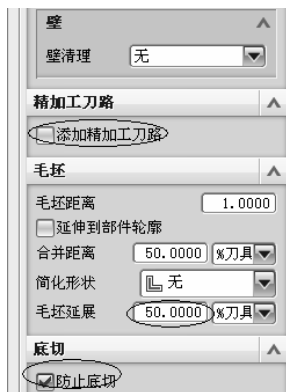 壁
壁清理 无
精加工刀路
添加精加工刀路
毛坯
毛坯距离 1.0000
延伸到部件轮廓
合并距离 50.0000 %刀具
简化形状 无
毛坯延展 50.0000 %刀具
底切
防止底切